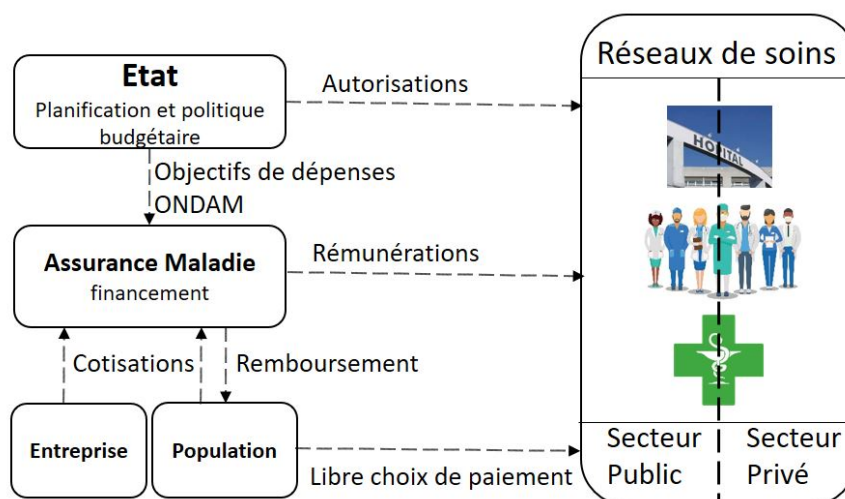 Etat
Planification et politique
budgétaire
Autorisations
Réseaux de soins
HOPITAL
Objectifs de dépenses
ONDAM
Assurance Maladie
financement
Rémunérations
Cotisations
Remboursement
Entreprise
Population
Libre choix de paiement
Secteur
Public
Secteur
Privé